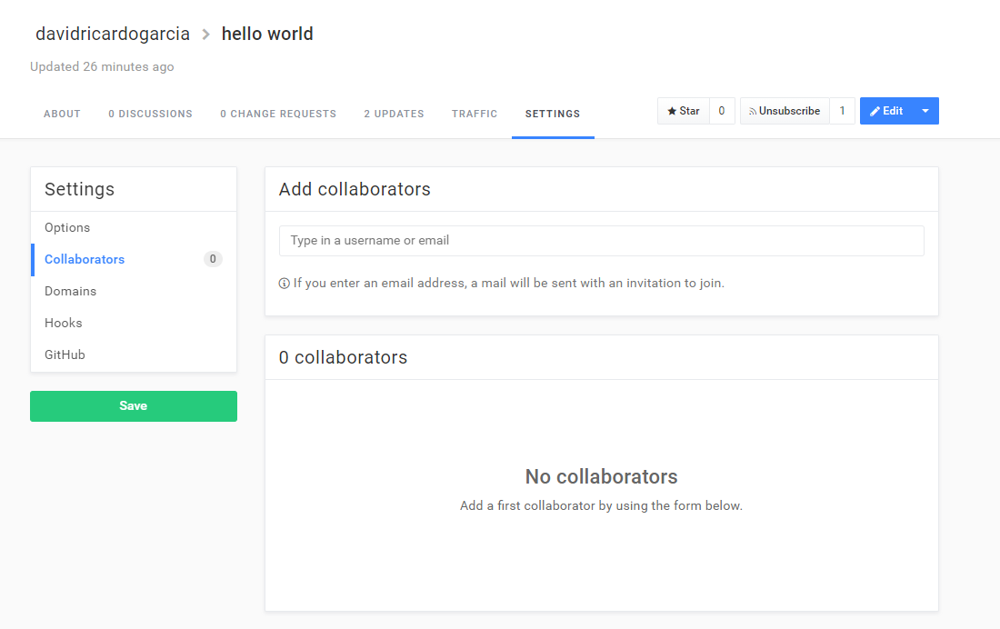 davidricardogarcia > hello world
Updated 26 minutes ago
ABOUT 0 DISCUSSIONS 0 CHANGE REQUESTS 2 UPDATES TRAFFIC SETTINGS Star 0 Unsubscribe 1 Edit
Settings
Options
Collaborators 0
Domains
Hooks
GitHub
Save
Add collaborators
Type in a username or email
If you enter an email address, a mail will be sent with an invitation to join.
0 collaborators
No collaborators
Add a first collaborator by using the form below.